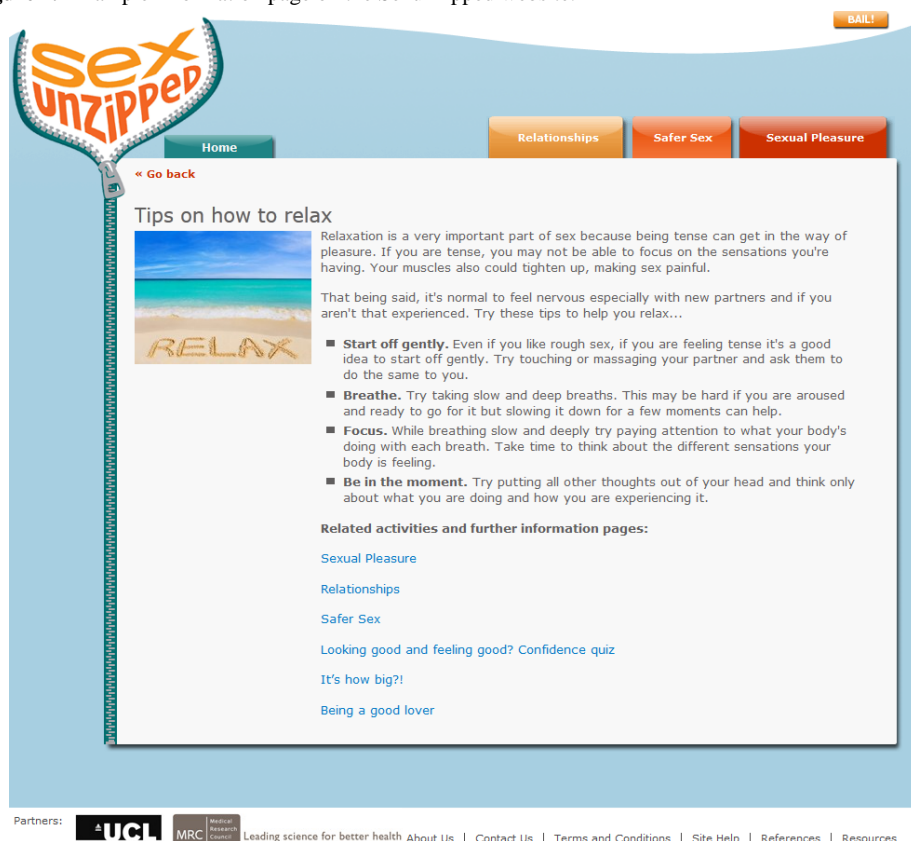 BAIL!
sex
unzipped
Home
Relationships
Safer Sex
Sexual Pleasure
« Go back
Tips on how to relax
RELAX
Relaxation is a very important part of sex because being tense can get in the way of
pleasure. If you are tense, you may not be able to focus on the sensations you're
having. Your muscles also could tighten up, making sex painful.
That being said, it's normal to feel nervous especially with new partners and if you
aren't that experienced. Try these tips to help you relax...
Start off gently. Even if you like rough sex, if you are feeling tense it's a good
idea to start off gently. Try touching or massaging your partner and ask them to
do the same to you.
Breathe. Try taking slow and deep breaths. This may be hard if you are aroused
and ready to go for it but slowing it down for a few moments can help.
Focus. While breathing slow and deeply try paying attention to what your body's
doing with each breath. Take time to think about the different sensations your
body is feeling.
Be in the moment. Try putting all other thoughts out of your head and think only
about what you are doing and how you are experiencing it.
Related activities and further information pages:
Sexual Pleasure
Relationships
Safer Sex
Looking good and feeling good? Confidence quiz
It's how big?!
Being a good lover
Partners:
UCL
MRC
Medical
Research
Council
Leading science for better health
About Us | Contact Us | Terms and Conditions | Site Help | References | Resources